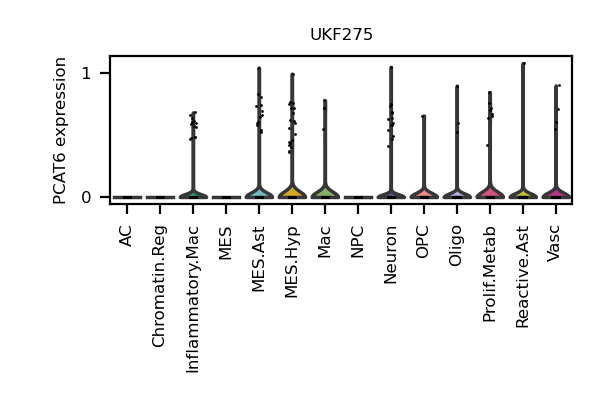 UKF275
PCAT6 expression
1
0
AC
Chromatin.Reg
Inflammatory.Mac
MES
MES.Ast
MES.Hyp
Mac
NPC
Neuron
OPC
Oligo
Prolif.Metab
Reactive.Ast
Vasc